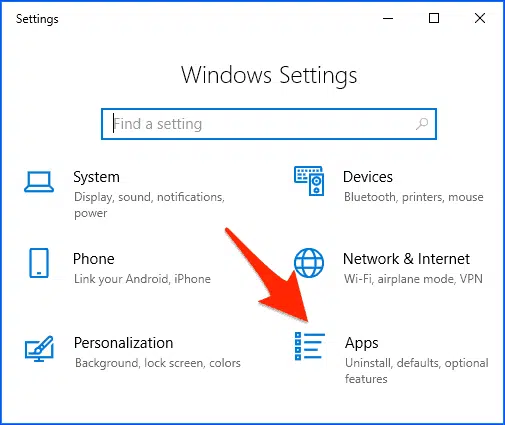 Settings
Windows Settings
Find a setting
System
Display, sound, notifications,
power
Devices
Bluetooth, printers, mouse
Phone
Link your Android, iPhone
Network & Internet
Wi-Fi, airplane mode, VPN
Personalization
Background, lock screen, colors
Apps
Uninstall, defaults, optional
features